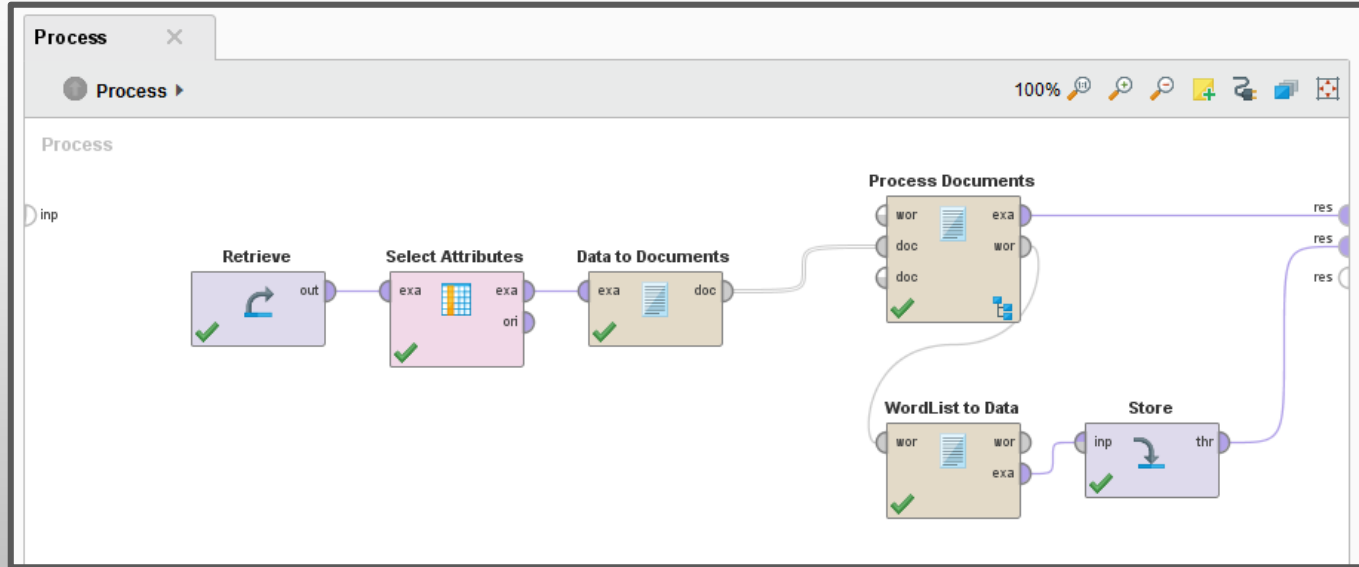 Process
Process
100%
Process
inp
Process Documents
wor exa
doc wor
doc
res
res
res
Retrieve
out
Select Attributes
exa exa
ori
Data to Documents
exa doc
WordList to Data
wor wor
exa
Store
inp thr